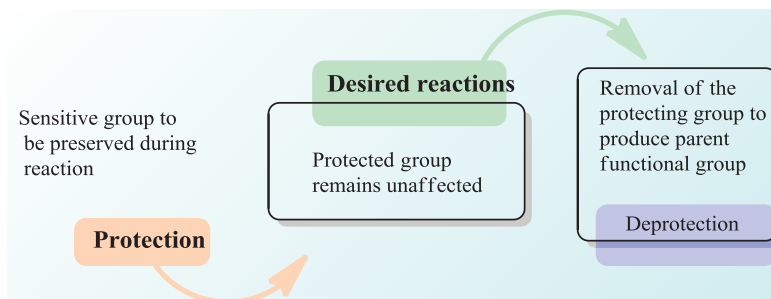 Sensitive group to
be preserved during
reaction
Protection
Desired reactions
Protected group
remains unaffected
Removal of the
protecting group to
produce parent
functional group
Deprotection